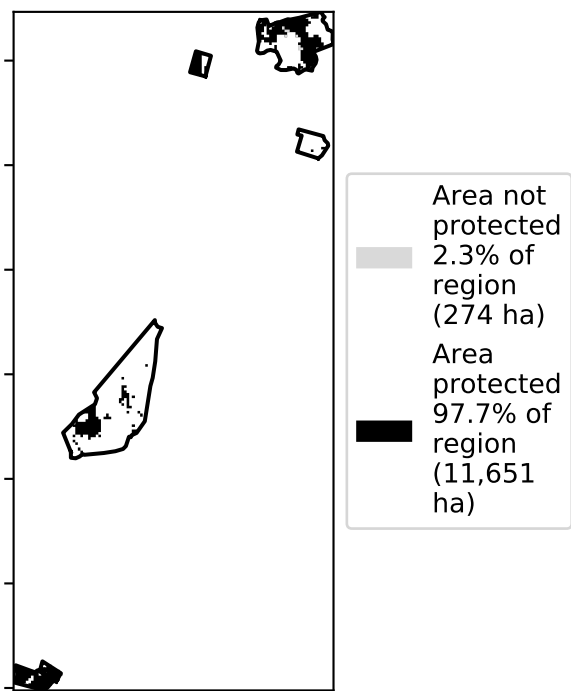 Area not
protected
2.3% of
region
(274 ha)
Area
protected
97.7% of
region
(11,651
ha)